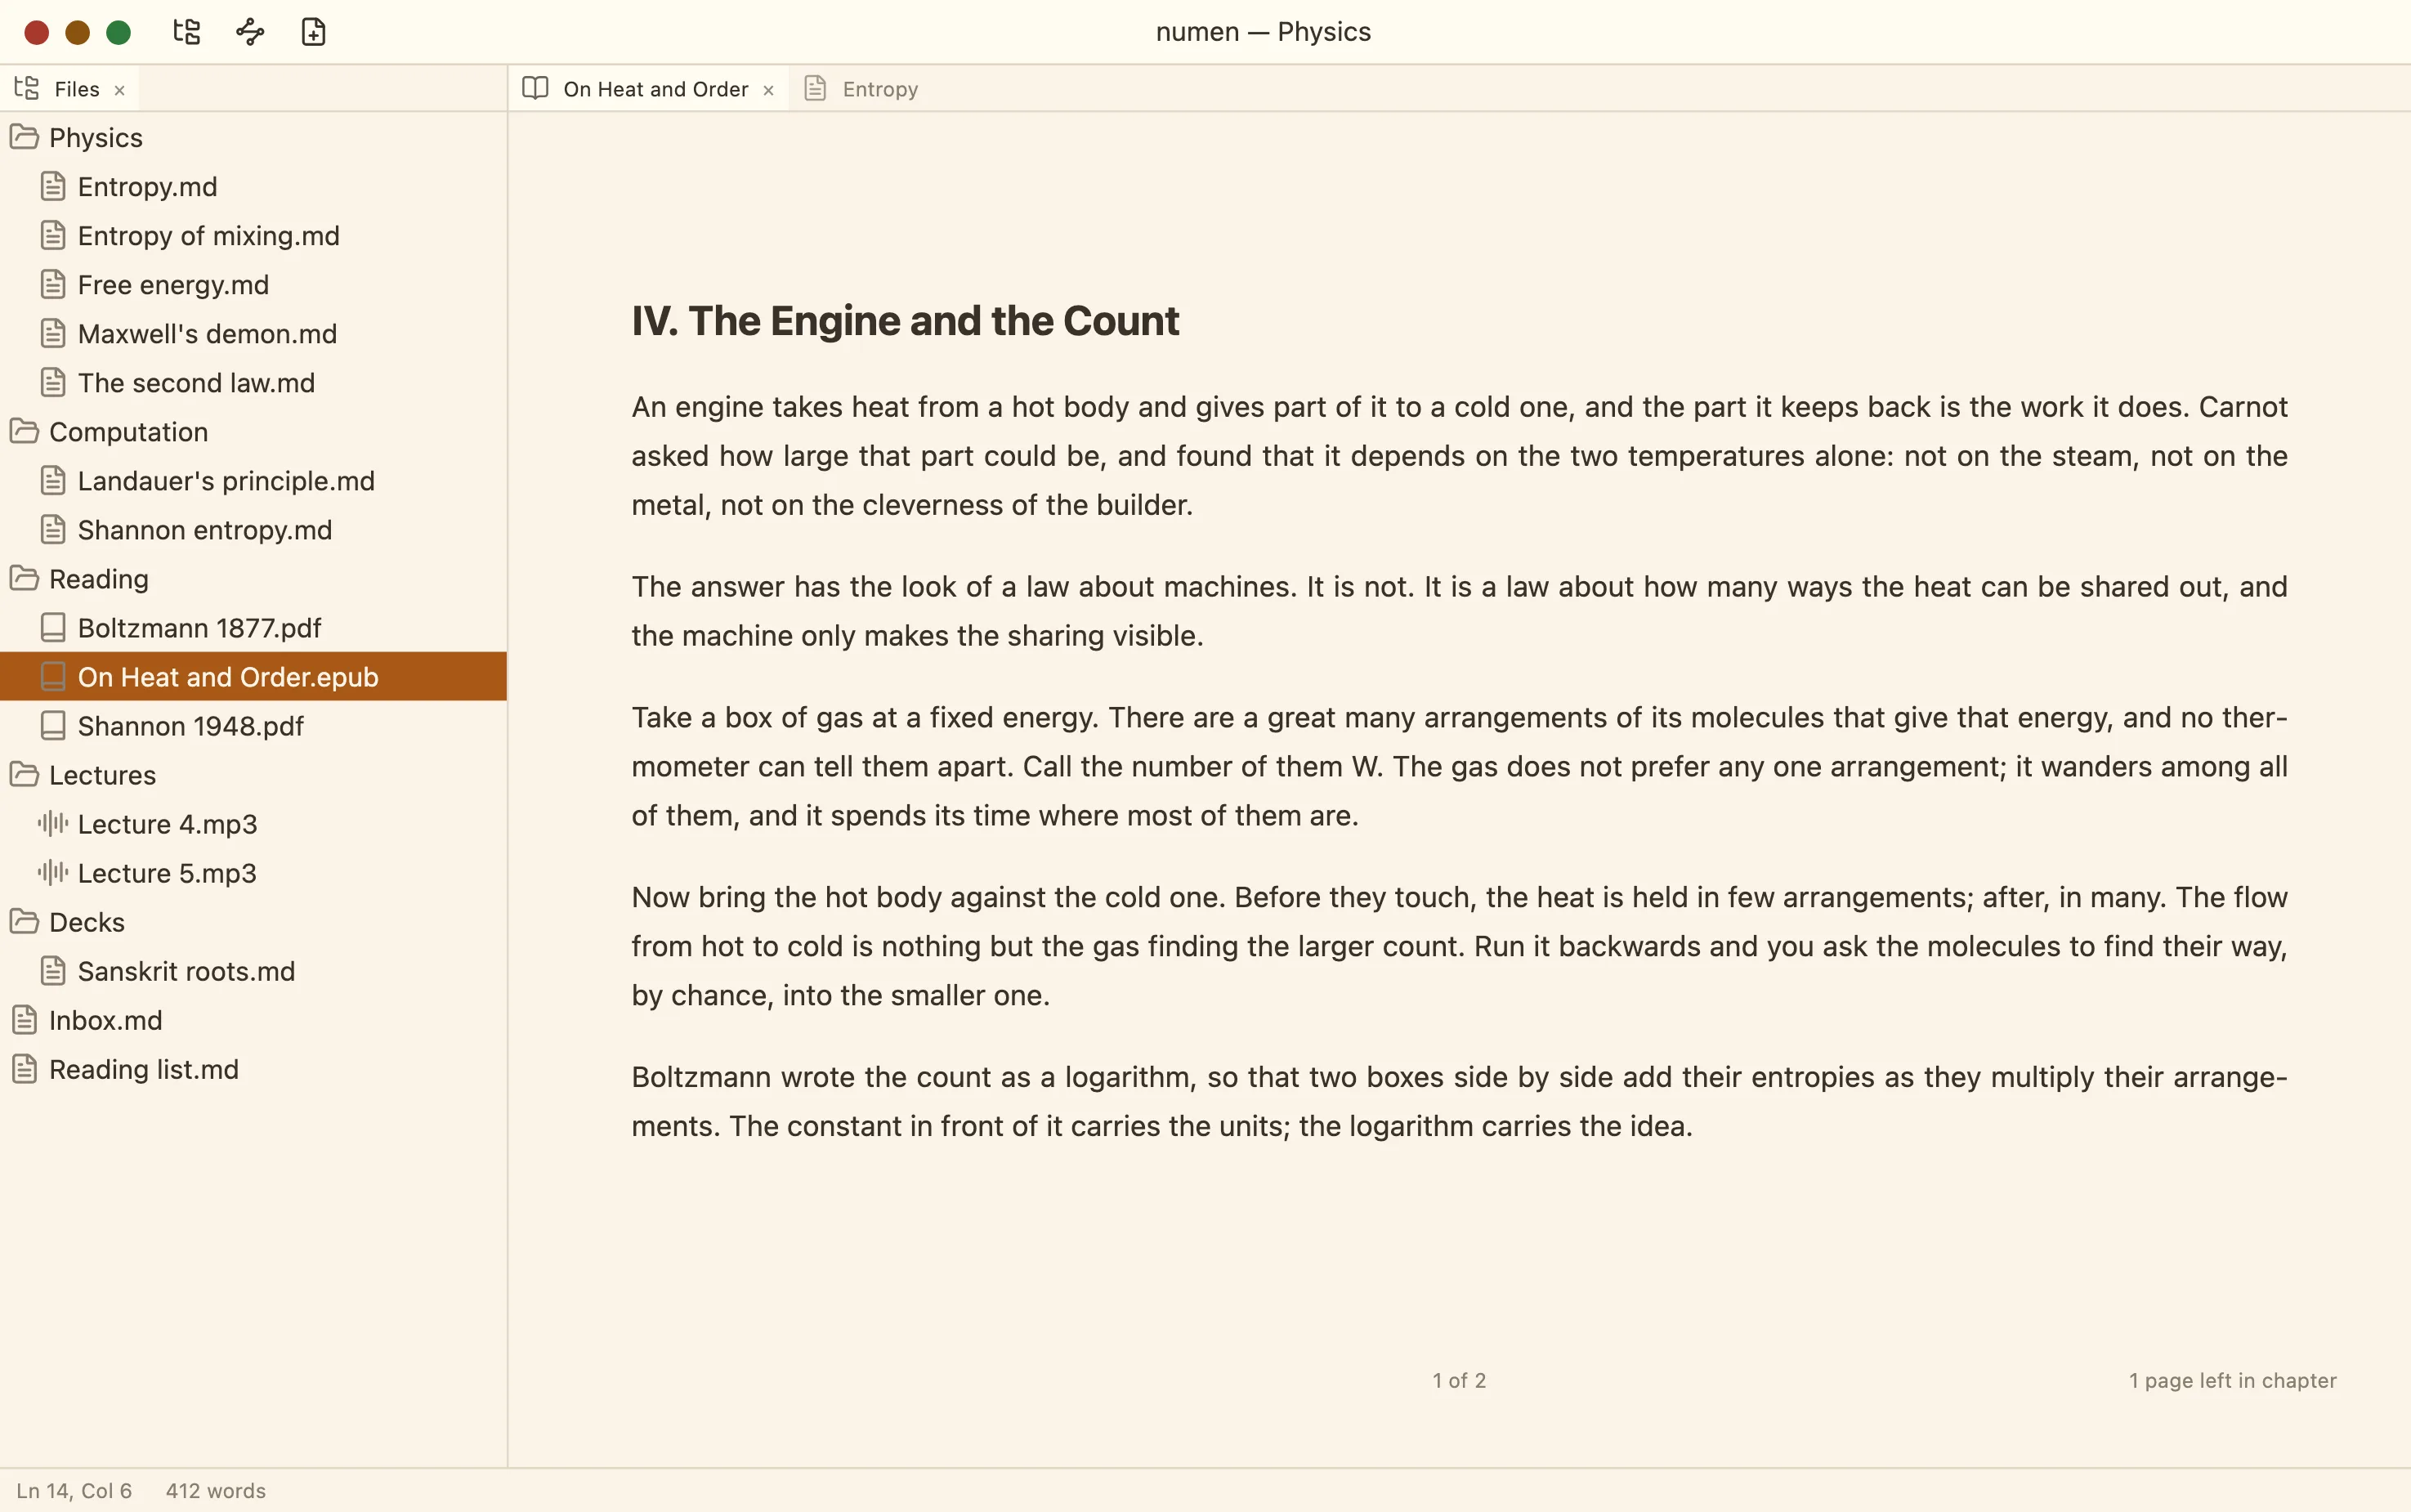 numen — Physics
Files ×
On Heat and Order ×
Entropy
Physics
Entropy.md
Entropy of mixing.md
Free energy.md
Maxwell's demon.md
The second law.md
Computation
Landauer's principle.md
Shannon entropy.md
Reading
Boltzmann 1877.pdf
On Heat and Order.epub
Shannon 1948.pdf
Lectures
Lecture 4.mp3
Lecture 5.mp3
Decks
Sanskrit roots.md
Inbox.md
Reading list.md
IV. The Engine and the Count
An engine takes heat from a hot body and gives part of it to a cold one, and the part it keeps back is the work it does. Carnot
asked how large that part could be, and found that it depends on the two temperatures alone: not on the steam, not on the
metal, not on the cleverness of the builder.
The answer has the look of a law about machines. It is not. It is a law about how many ways the heat can be shared out, and
the machine only makes the sharing visible.
Take a box of gas at a fixed energy. There are a great many arrangements of its molecules that give that energy, and no ther-
mometer can tell them apart. Call the number of them W. The gas does not prefer any one arrangement; it wanders among all
of them, and it spends its time where most of them are.
Now bring the hot body against the cold one. Before they touch, the heat is held in few arrangements; after, in many. The flow
from hot to cold is nothing but the gas finding the larger count. Run it backwards and you ask the molecules to find their way,
by chance, into the smaller one.
Boltzmann wrote the count as a logarithm, so that two boxes side by side add their entropies as they multiply their arrange-
ments. The constant in front of it carries the units; the logarithm carries the idea.
1 of 2
1 page left in chapter
Ln 14, Col 6
412 words